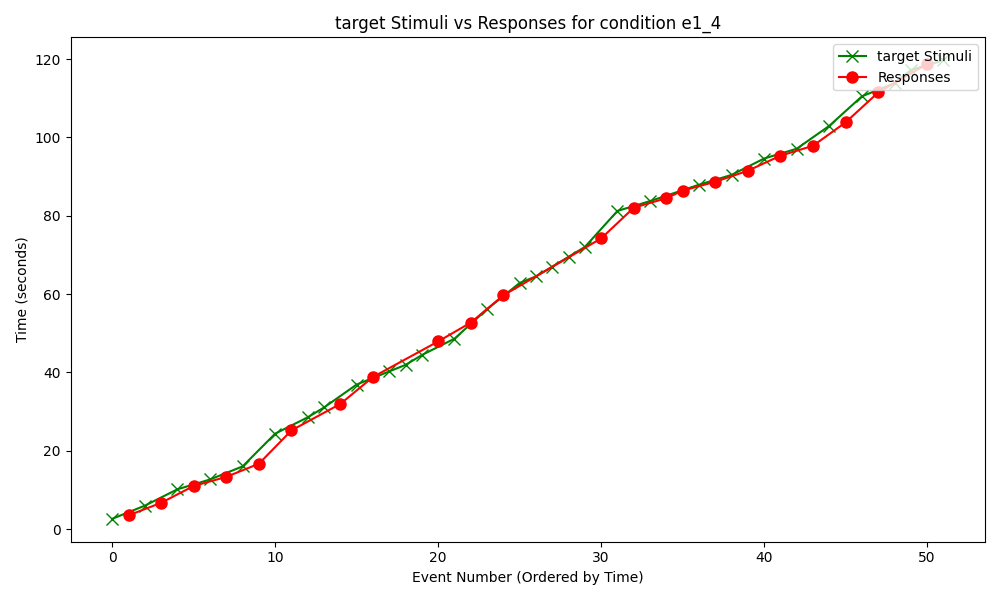 target Stimuli vs Responses for condition e1_4
target Stimuli
Responses
120
100
80
60
40
20
0
Time (seconds)
0 10 20 30 40 50
Event Number (Ordered by Time)